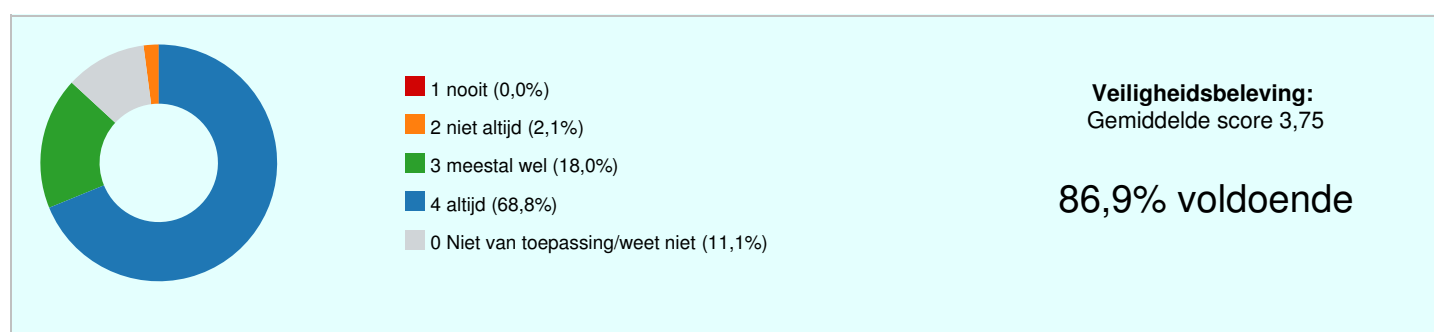 1 nooit (0,0%)
2 niet altijd (2,1%)
3 meestal wel (18,0%)
4 altijd (68,8%)
0 Niet van toepassing/weet niet (11,1%)
Veiligheidsbeleving:
Gemiddelde score 3,75
86,9% voldoende